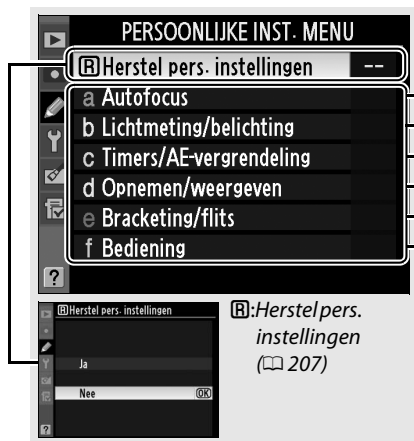 PERSOONLIJKE INST. MENU
R Herstel pers. instellingen --
a Autofocus
b Lichtmeting/belichting
c Timers/AE-vergrendeling
d Opnemen/weergeven
e Bracketing/flits
f Bediening
?
R Herstel pers. instellingen
Ja
Nee OK
?
R:Herstel pers.
instellingen
(207)